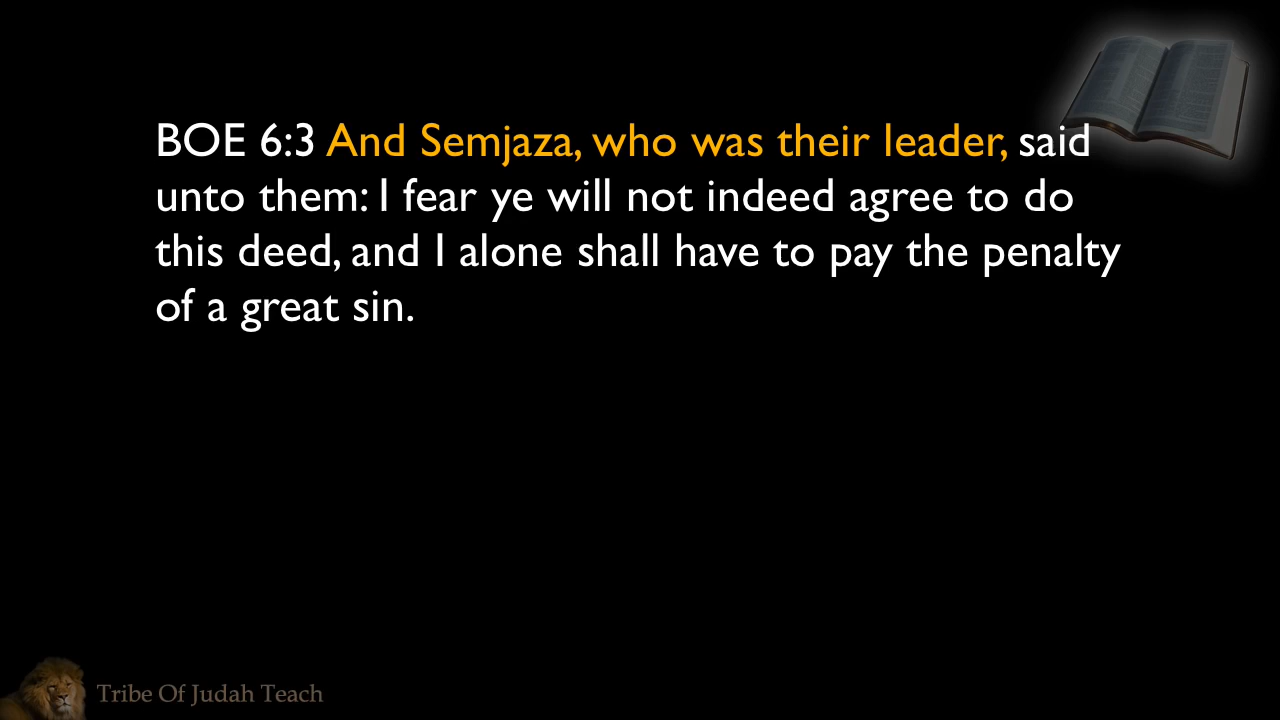 BOE 6:3 And Semjaza, who was their leader, said
unto them: I fear ye will not indeed agree to do
this deed, and I alone shall have to pay the penalty
of a great sin.
Tribe Of Judah Teach